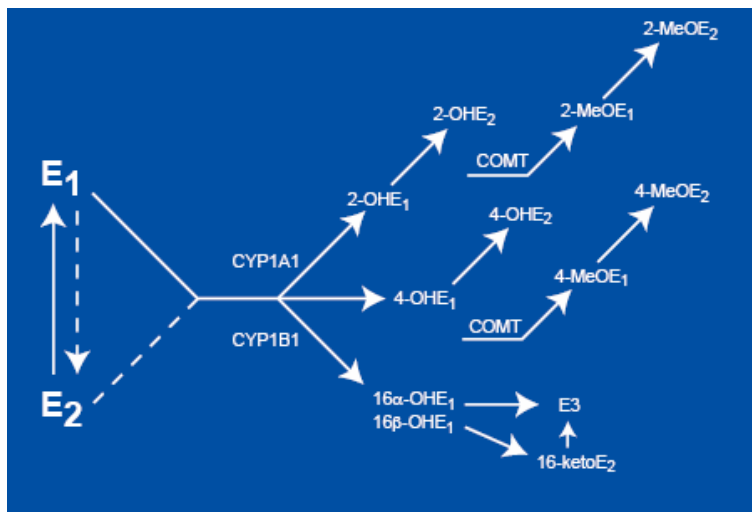 2-MeOE₂
2-OHE₂
2-MeOE₁
COMT
E₁
2-OHE₁
4-OHE₂
4-MeOE₂
CYP1A1
4-OHE₁
4-MeOE₁
COMT
CYP1B1
E₂
16α-OHE₁
16β-OHE₁
E3
16-ketoE₂